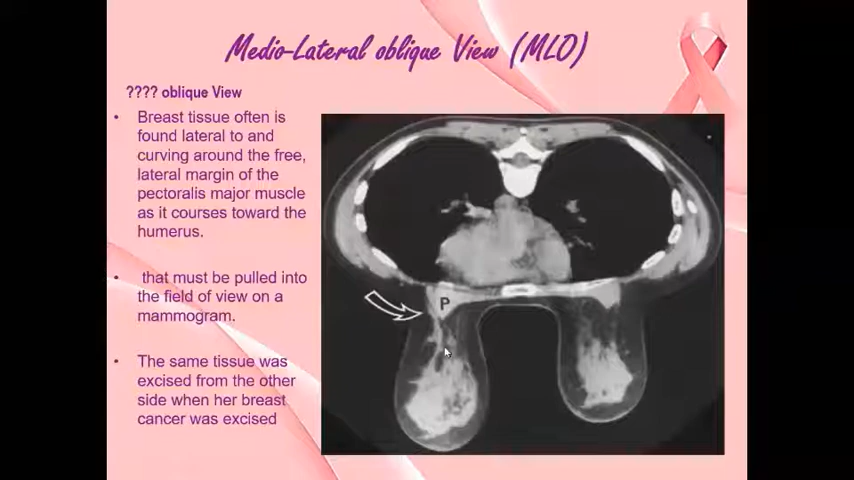 Medio-Lateral oblique View (MLO)
???? oblique View
• Breast tissue often is
found lateral to and
curving around the free,
lateral margin of the
pectoralis major muscle
as it courses toward the
humerus.
• that must be pulled into
the field of view on a
mammogram.
• The same tissue was
excised from the other
side when her breast
cancer was excised
P